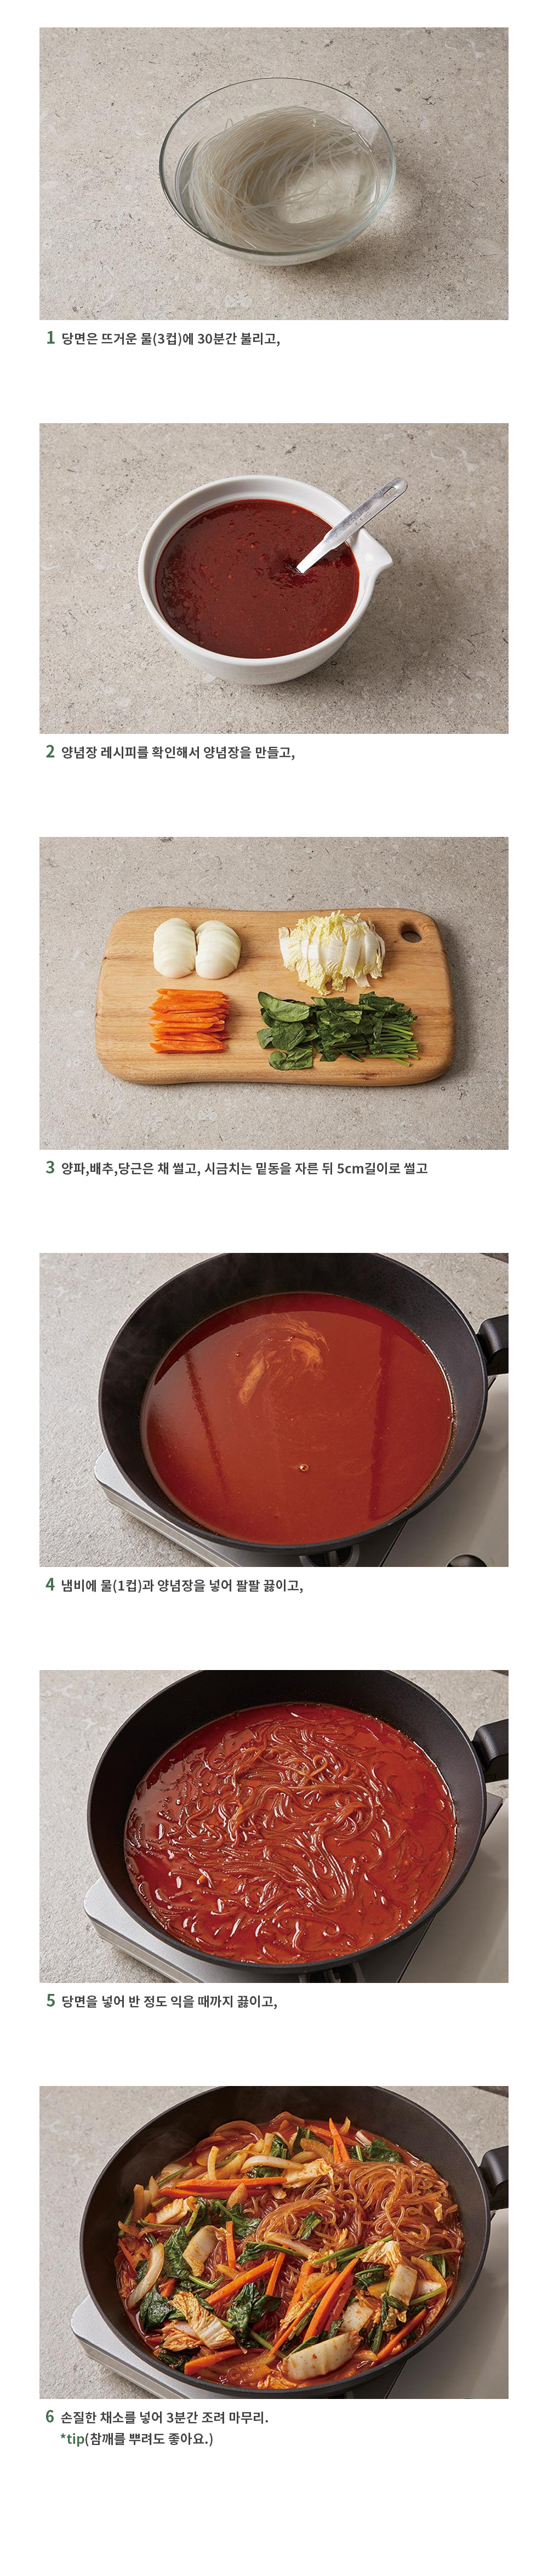 1 당면은 뜨거운 물(3컵)에 30분간 불리고,
2 양념장 레시피를 확인해서 양념장을 만들고,
3 양파,배추,당근은 채 썰고, 시금치는 밑동을 자른 뒤 5cm길이로 썰고
4 냄비에 물(1컵)과 양념장을 넣어 팔팔 끓이고,
5 당면을 넣어 반 정도 익을 때까지 끓이고,
6 손질한 채소를 넣어 3분간 조려 마무리.
*tip(참깨를 뿌려도 좋아요.)